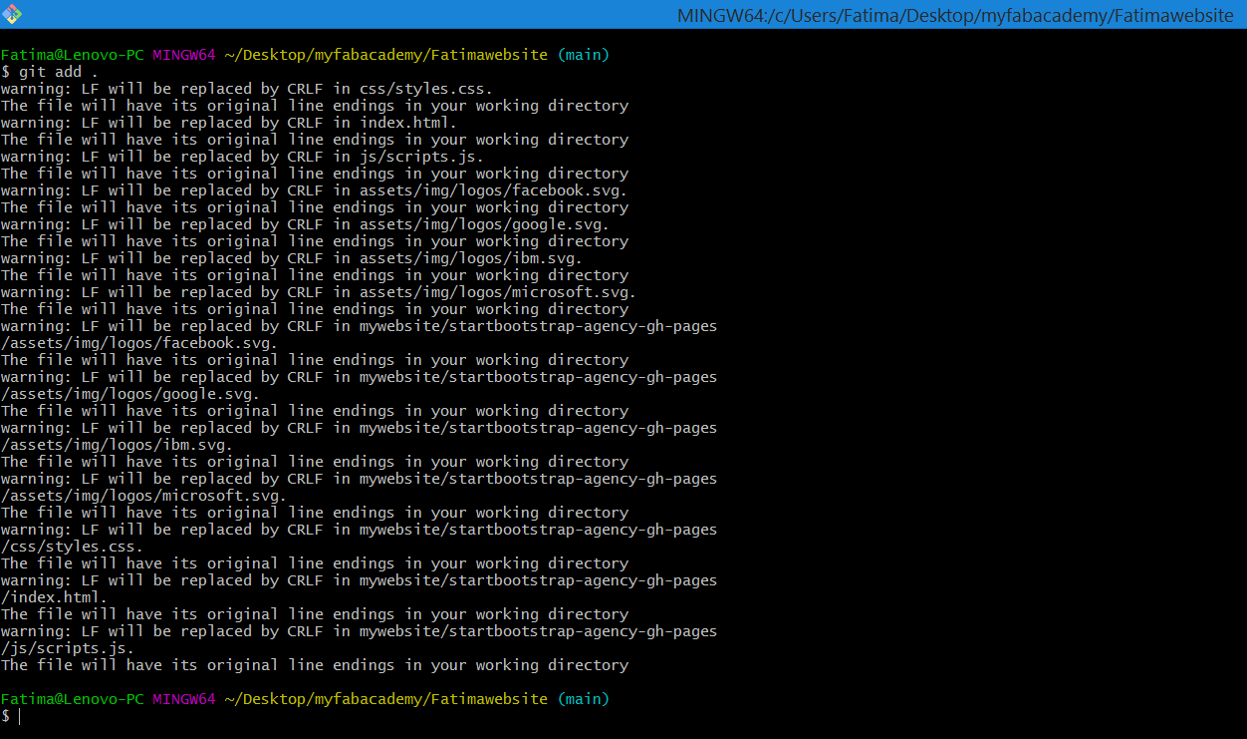 MINGW64:/c/Users/Fatima/Desktop/myfabacademy/Fatimawebsite
Fatima@Lenovo-PC MINGW64 ~/Desktop/myfabacademy/Fatimawebsite (main)
$ git add .
warning: LF will be replaced by CRLF in css/styles.css.
The file will have its original line endings in your working directory
warning: LF will be replaced by CRLF in index.html.
The file will have its original line endings in your working directory
warning: LF will be replaced by CRLF in js/scripts.js.
The file will have its original line endings in your working directory
warning: LF will be replaced by CRLF in assets/img/logos/facebook.svg.
The file will have its original line endings in your working directory
warning: LF will be replaced by CRLF in assets/img/logos/google.svg.
The file will have its original line endings in your working directory
warning: LF will be replaced by CRLF in assets/img/logos/ibm.svg.
The file will have its original line endings in your working directory
warning: LF will be replaced by CRLF in assets/img/logos/microsoft.svg.
The file will have its original line endings in your working directory
warning: LF will be replaced by CRLF in mywebsite/startbootstrap-agency-gh-pages
/assets/img/logos/facebook.svg.
The file will have its original line endings in your working directory
warning: LF will be replaced by CRLF in mywebsite/startbootstrap-agency-gh-pages
/assets/img/logos/google.svg.
The file will have its original line endings in your working directory
warning: LF will be replaced by CRLF in mywebsite/startbootstrap-agency-gh-pages
/assets/img/logos/ibm.svg.
The file will have its original line endings in your working directory
warning: LF will be replaced by CRLF in mywebsite/startbootstrap-agency-gh-pages
/assets/img/logos/microsoft.svg.
The file will have its original line endings in your working directory
warning: LF will be replaced by CRLF in mywebsite/startbootstrap-agency-gh-pages
/css/styles.css.
The file will have its original line endings in your working directory
warning: LF will be replaced by CRLF in mywebsite/startbootstrap-agency-gh-pages
/index.html.
The file will have its original line endings in your working directory
warning: LF will be replaced by CRLF in mywebsite/startbootstrap-agency-gh-pages
/js/scripts.js.
The file will have its original line endings in your working directory
Fatima@Lenovo-PC MINGW64 ~/Desktop/myfabacademy/Fatimawebsite (main)
$